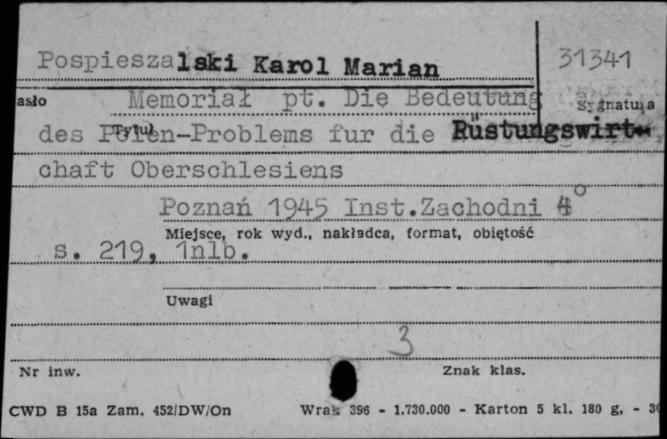 Pospieszalski Karol Marian 31341
asło Memoriał pt. Die Bedeutung Sygnatura
Tytuł
des Polen-Problems fur die Rüstungswirt-
chaft Oberschlesiens
Poznań 1945 Inst.Zachodni 4°
Miejsce, rok wyd., nakładca, format, objętość
s. 219, 1nlb.
Uwagi
3
Nr inw. Znak klas.
CWD B 15a Zam. 452/DW/On Wrak 396 - 1.730.000 - Karton 5 kl. 180 g, - 30